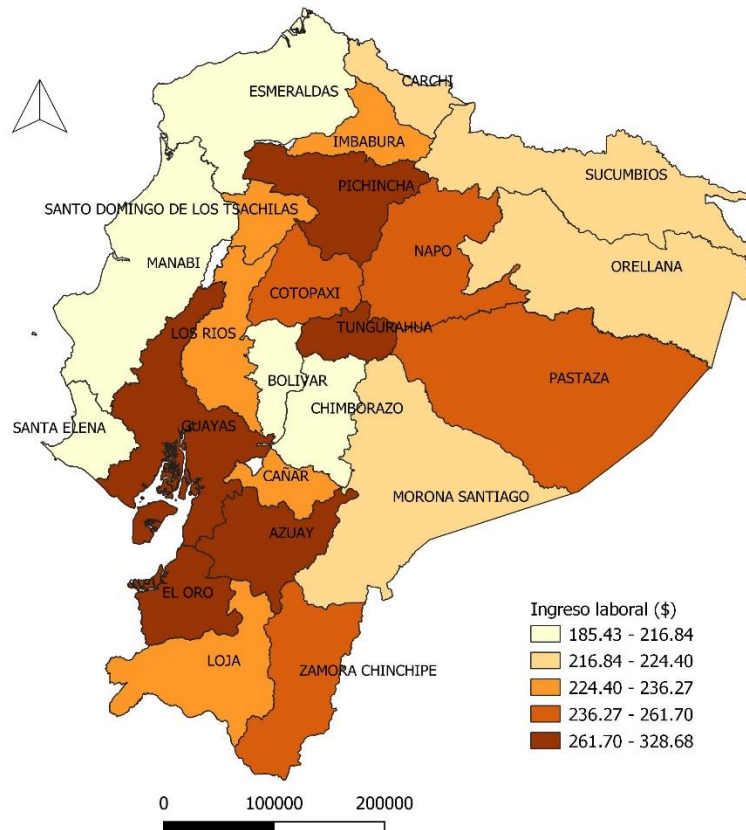 CARCHI
ESMERALDAS
IMBABURA
SUCUMBIOS
PICHINCHA
SANTO DOMINGO DE LOS TSACHILAS
NAPO
MANABI
ORELLANA
COTOPAXI
TUNGURAHUA
LOS RIOS
PASTAZA
BOLIVAR
CHIMBORAZO
SANTA ELENA
GUAYAS
CAÑAR
MORONA SANTIAGO
AZUAY
EL ORO
LOJA
ZAMORA CHINCHIPE
Ingreso laboral ($)
185.43 - 216.84
216.84 - 224.40
224.40 - 236.27
236.27 - 261.70
261.70 - 328.68
0 100000 200000